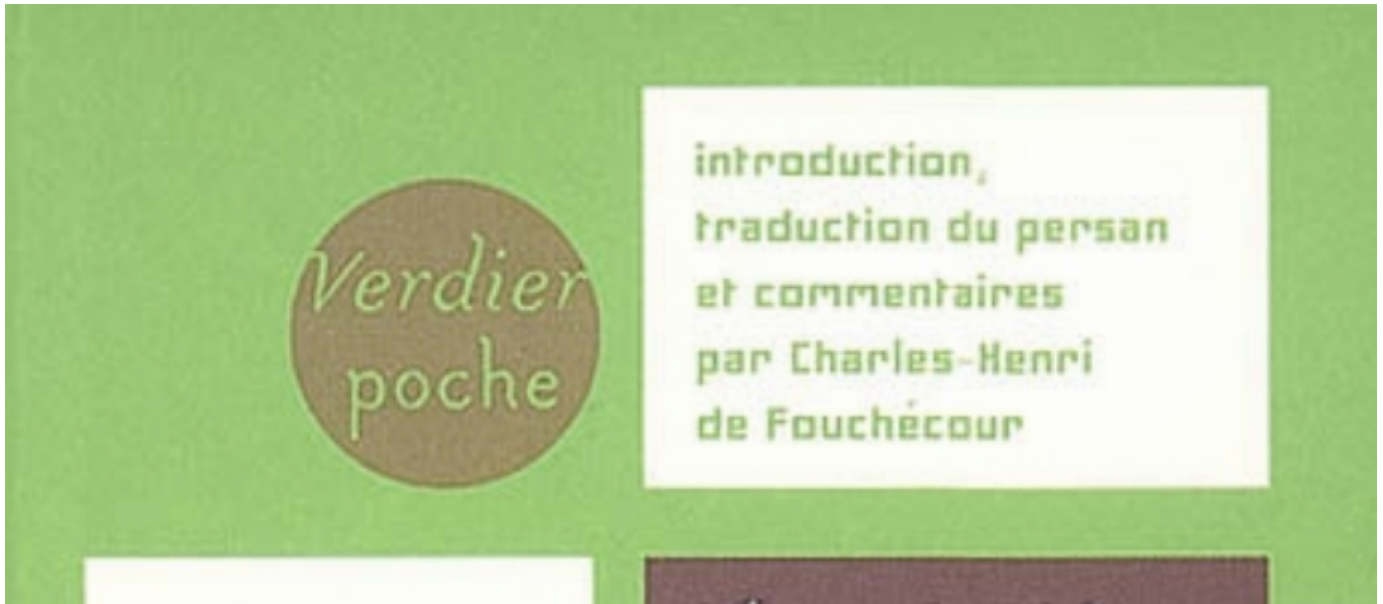 Verdier
poche
introduction,
traduction du persan
et commentaires
par Charles-Henri
de Fouchécour